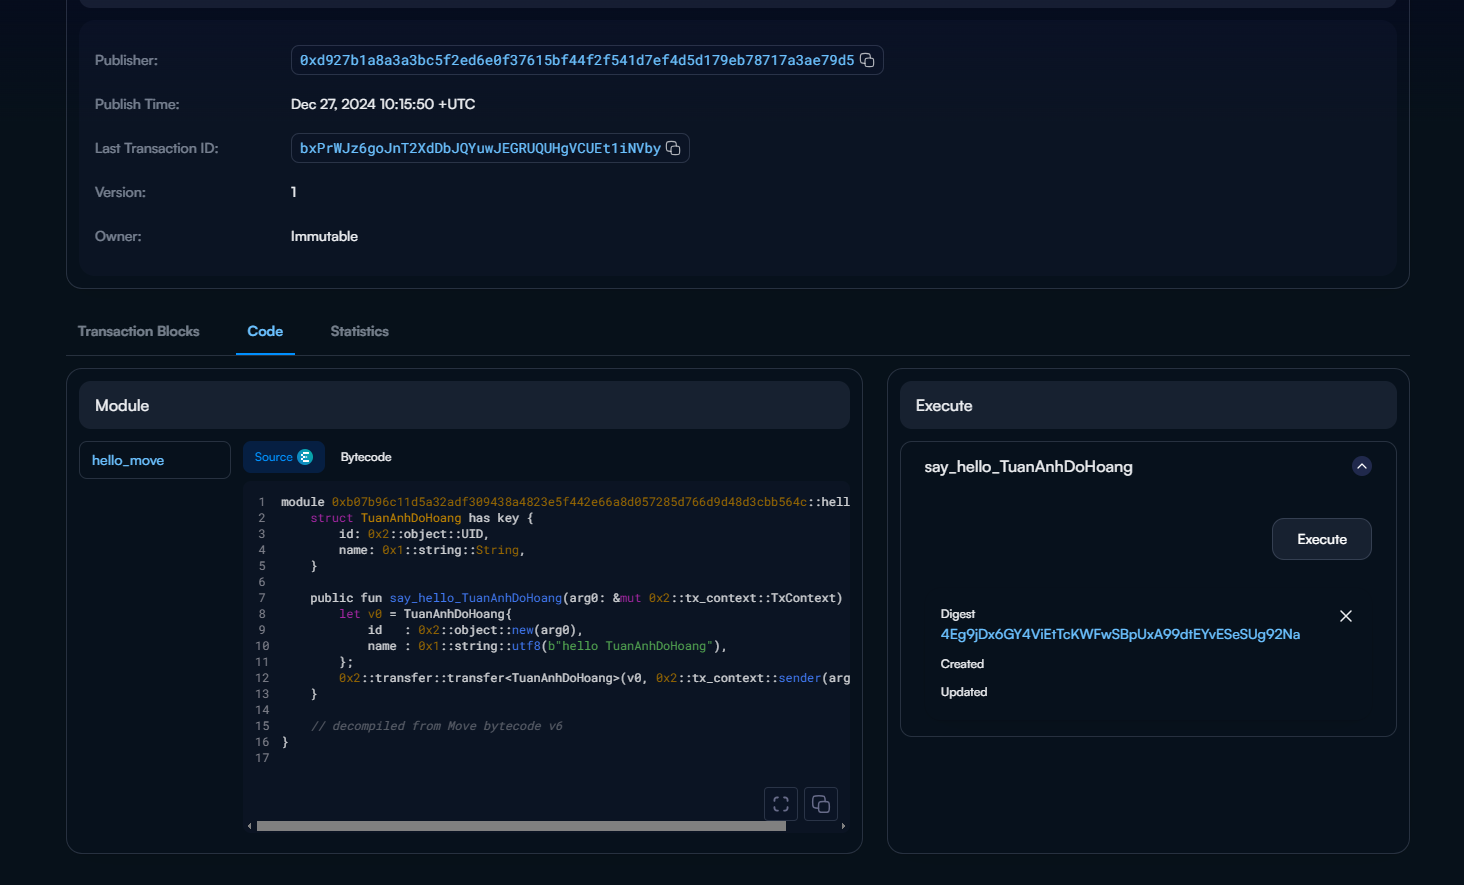 Publisher:
0xd927b1a8a3a3bc5f2ed6e0f37615bf44f2f541d7ef4d5d179eb78717a3ae79d5
Publish Time:
Dec 27, 2024 10:15:50 +UTC
Last Transaction ID:
bxPrWJz6goJnT2XdDbJQYuwJEGRUQUHgVCUEt1iNVby
Version:
1
Owner:
Immutable
Transaction Blocks
Code
Statistics
Module
hello_move
Source
Bytecode
1 module 0xb07b96c11d5a32adf309438a4823e5f442e66a8d057285d766d9d48d3cbb564c::hell
2 struct TuanAnhDoHoang has key {
3 id: 0x2::object::UID,
4 name: 0x1::string::String,
5 }
6
7 public fun say_hello_TuanAnhDoHoang(arg0: &mut 0x2::tx_context::TxContext)
8 let v0 = TuanAnhDoHoang{
9 id   : 0x2::object::new(arg0),
10 name : 0x1::string::utf8(b"hello TuanAnhDoHoang"),
11 };
12 0x2::transfer::transfer<TuanAnhDoHoang>(v0, 0x2::tx_context::sender(arg
13 }
14
15 // decompiled from Move bytecode v6
16 }
17
Execute
say_hello_TuanAnhDoHoang
Execute
Digest
4Eg9jDx6GY4ViEtTcKWFwSBpUxA99dtEYvESeSUg92Na
Created
Updated